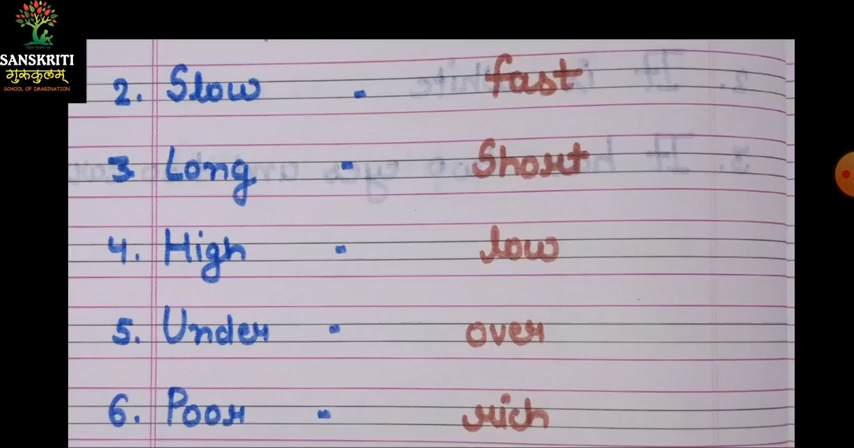 SANSKRITI
गुरुकुलम्
SCHOOL OF IMAGINATION
2. Slow - fast
3 Long - Short
4. High - low
5. Under - over
6. Poor - rich